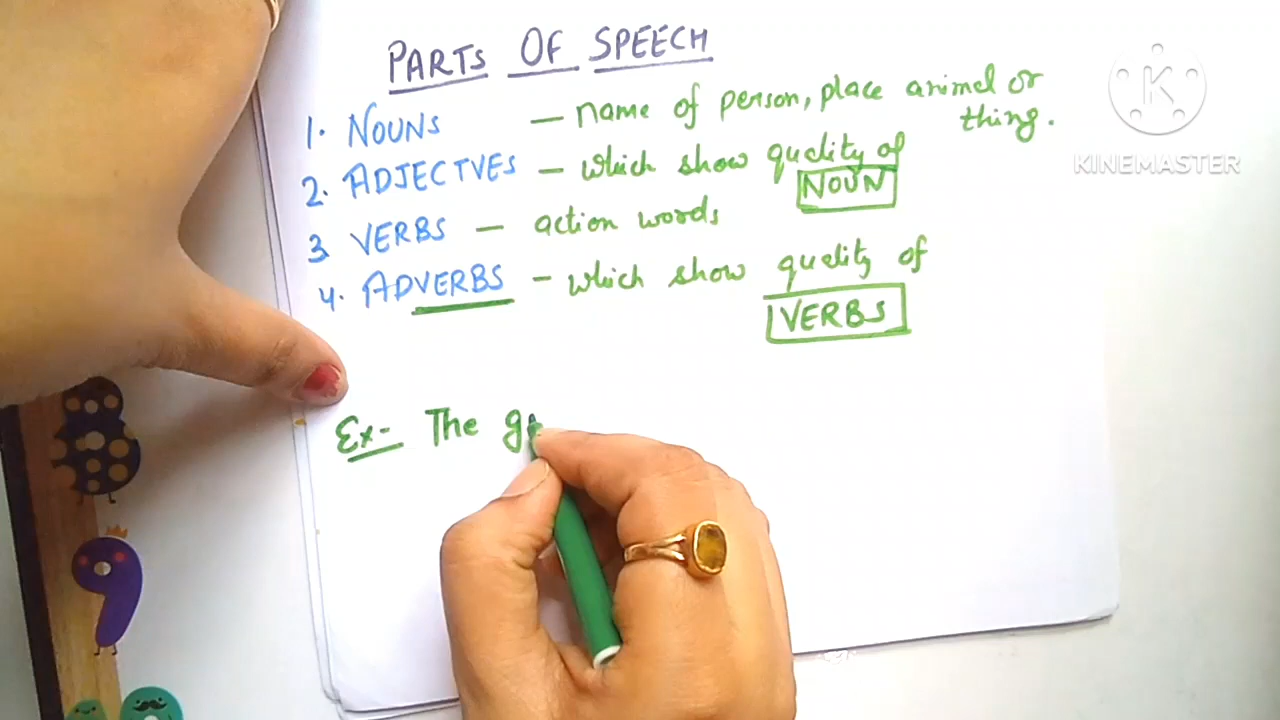 PARTS OF SPEECH
1. NOUNS — name of person, place animal or
thing.
2. ADJECTVES — which show quality of
NOUN
3 VERBS — action words
4. ADVERBS — which show quality of
VERBS
Ex- The g
K
KINEMASTER